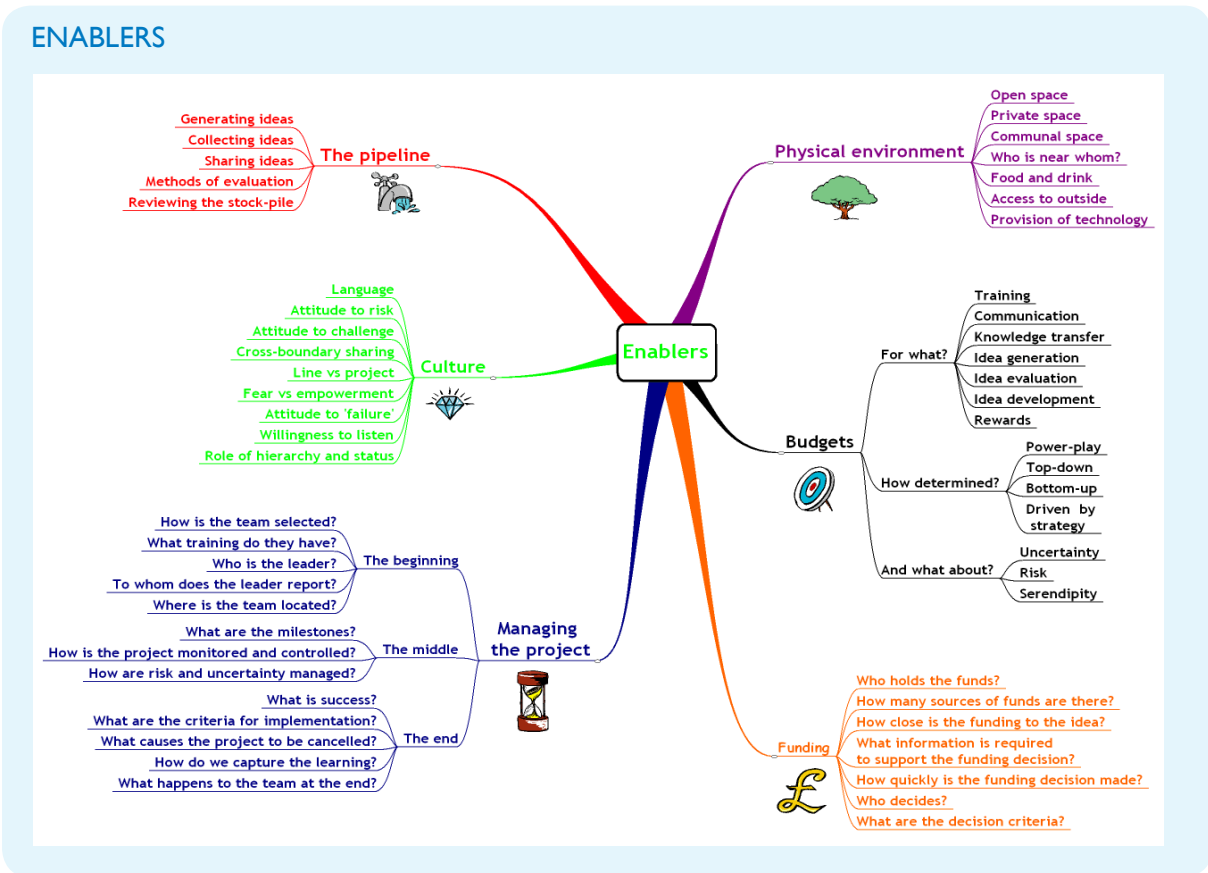 ENABLERS
Generating ideas
Collecting ideas
Sharing ideas
Methods of evaluation
Reviewing the stock-pile
The pipeline
Language
Attitude to risk
Attitude to challenge
Cross-boundary sharing
Line vs project
Fear vs empowerment
Attitude to 'failure'
Willingness to listen
Role of hierarchy and status
Culture
How is the team selected?
What training do they have?
Who is the leader?
To whom does the leader report?
Where is the team located?
The beginning
What are the milestones?
How is the project monitored and controlled?
How are risk and uncertainty managed?
The middle
What is success?
What are the criteria for implementation?
What causes the project to be cancelled?
How do we capture the learning?
What happens to the team at the end?
The end
Managing
the project
Enablers
Physical environment
Open space
Private space
Communal space
Who is near whom?
Food and drink
Access to outside
Provision of technology
Budgets
For what?
Training
Communication
Knowledge transfer
Idea generation
Idea evaluation
Idea development
Rewards
How determined?
Power-play
Top-down
Bottom-up
Driven by
strategy
And what about?
Uncertainty
Risk
Serendipity
Funding
Who holds the funds?
How many sources of funds are there?
How close is the funding to the idea?
What information is required
to support the funding decision?
How quickly is the funding decision made?
Who decides?
What are the decision criteria?
£